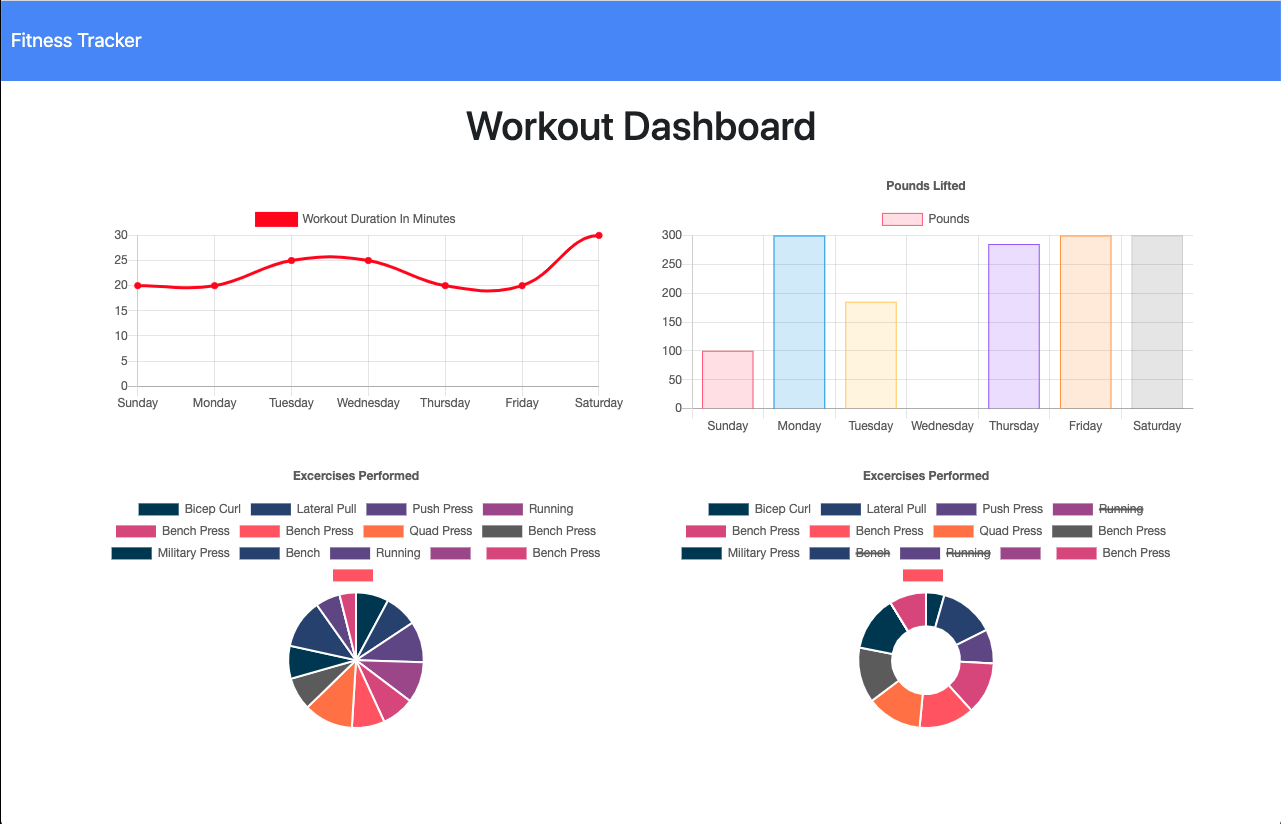 Fitness Tracker
Workout Dashboard
Workout Duration In Minutes
30
25
20
15
10
5
0
Sunday Monday Tuesday Wednesday Thursday Friday Saturday
Pounds Lifted
Pounds
300
250
200
150
100
50
0
Sunday Monday Tuesday Wednesday Thursday Friday Saturday
Excercises Performed
Bicep Curl Lateral Pull Push Press Running
Bench Press Bench Press Quad Press Bench Press
Military Press Bench Running Bench Press
Excercises Performed
Bicep Curl Lateral Pull Push Press Running
Bench Press Bench Press Quad Press Bench Press
Military Press Bench Running Bench Press